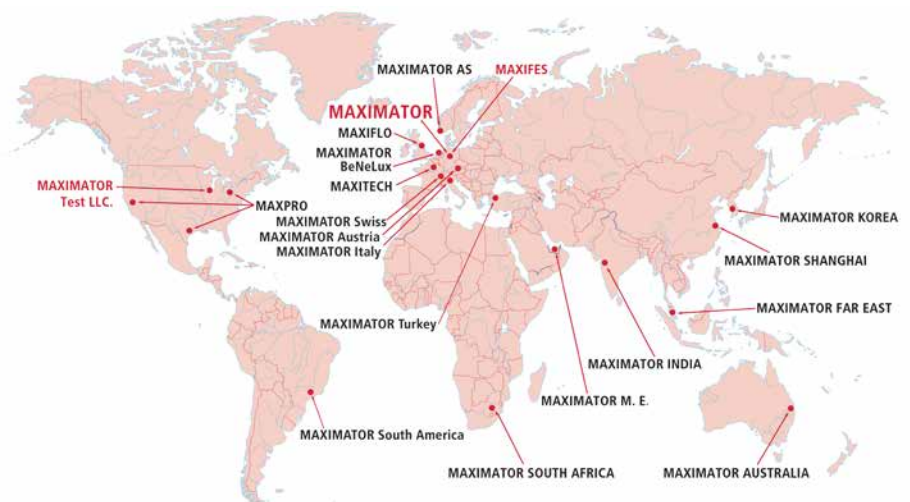 MAXIMATOR AS
MAXIFES
MAXIMATOR
MAXIFLO
MAXIMATOR
BeNeLux
MAXITECH
MAXIMATOR
Test LLC.
MAXPRO
MAXIMATOR Swiss
MAXIMATOR Austria
MAXIMATOR Italy
MAXIMATOR KOREA
MAXIMATOR SHANGHAI
MAXIMATOR FAR EAST
MAXIMATOR Turkey
MAXIMATOR INDIA
MAXIMATOR M. E.
MAXIMATOR South America
MAXIMATOR SOUTH AFRICA
MAXIMATOR AUSTRALIA